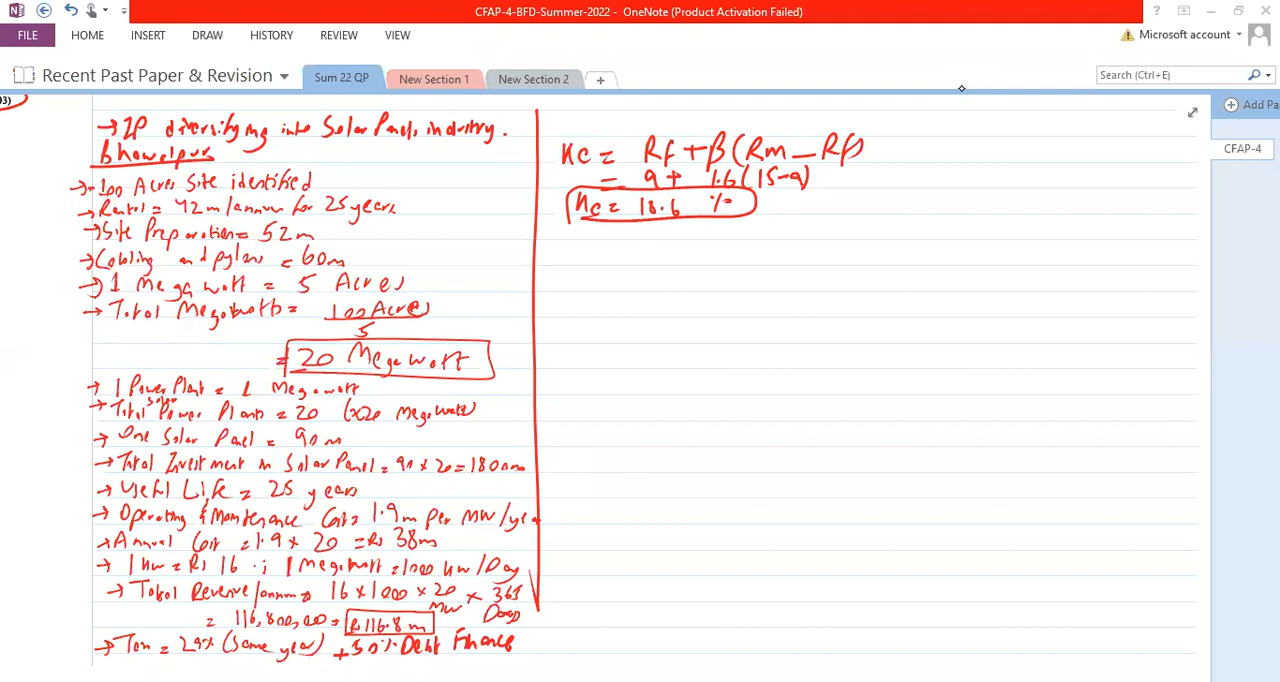 CFAP-4-BFD-Summer-2022 - OneNote (Product Activation Failed)
FILE HOME INSERT DRAW HISTORY REVIEW VIEW
Microsoft account
Recent Past Paper & Revision
Sum 22 QP
New Section 1
New Section 2
Search (Ctrl+E)
Add Pa
CFAP-4
03)
→ IP diversifying into Solar Panel industry.
Bhawalpur
→ 100 Acres Site identified
→ Rental = 42m/annum for 25 years
→ Site Preparation = 52m
→ Cabling and pylons = 60m
→ 1 Mega watt = 5 Acres
→ Total Megawatts = 100 Acres
5
= 20 Megawatt
→ 1 Power Plant = 1 Megawatt
→ Total Solar Power Plants = 20 (x20 Megawatt)
→ One Solar Panel = 90m
→ Total Investment in Solar Panel = 90 x 20 = 1800m
→ Useful Life = 25 years
→ Operating & Maintenance Cost = 1.9m per MW/year
→ Annual Cost = 1.9 x 20 = Rs 38m
→ 1 kw = Rs 16 ; 1 Megawatt = 1000 kw/Day
→ Total Revenue/annum = 16 x 1000 x 20 MW x 365 Days
= 116,800,00 = Rs 116.8m
→ Tax = 29% (Same year) + 50% Debt Finance
Ke = Rf + β (Rm - Rf)
= 9 + 1.6 (15-9)
Ke = 18.6 %